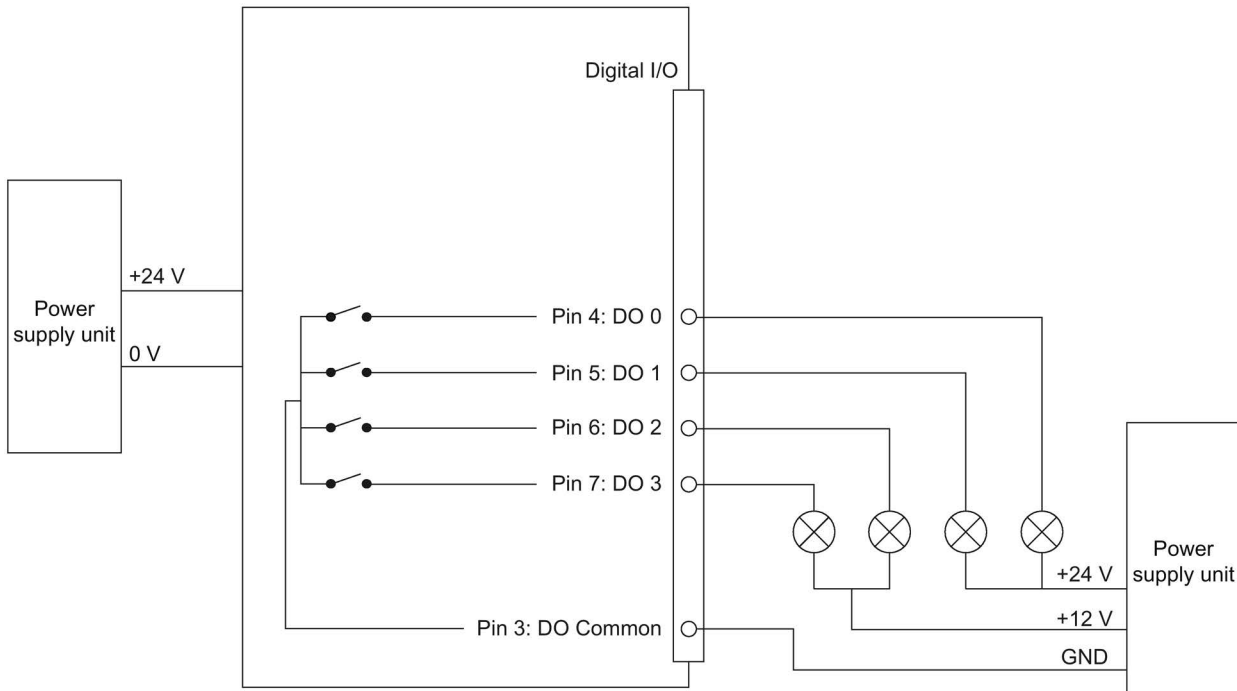 Digital I/O
+24 V
Power
supply unit
0 V
Pin 4: DO 0
Pin 5: DO 1
Pin 6: DO 2
Pin 7: DO 3
Pin 3: DO Common
+24 V
+12 V
GND
Power
supply unit